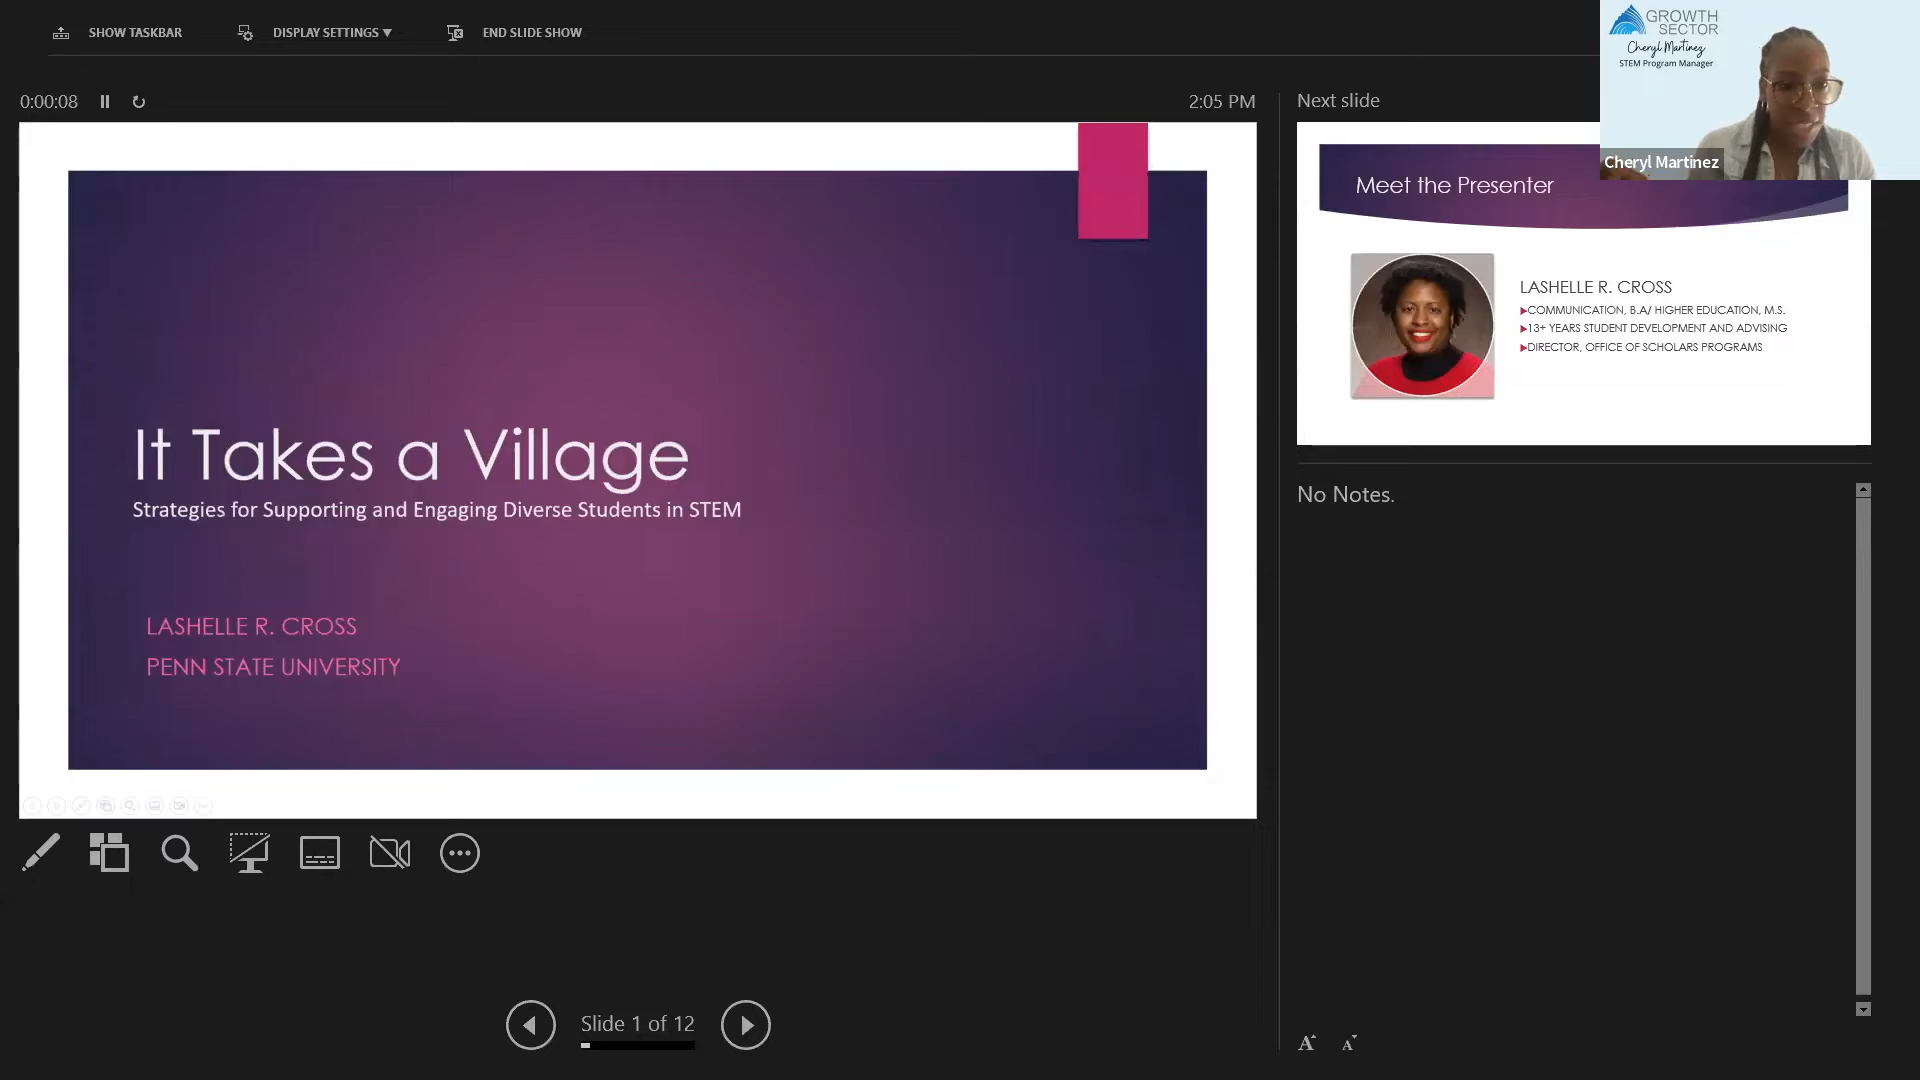 SHOW TASKBAR
DISPLAY SETTINGS ▼
END SLIDE SHOW
GROWTH
SECTOR
Cheryl Martinez
STEM Program Manager
Cheryl Martinez
0:00:08
2:05 PM
Next slide
It Takes a Village
Strategies for Supporting and Engaging Diverse Students in STEM
LASHELLE R. CROSS
PENN STATE UNIVERSITY
Meet the Presenter
LASHELLE R. CROSS
COMMUNICATION, B.A/ HIGHER EDUCATION, M.S.
13+ YEARS STUDENT DEVELOPMENT AND ADVISING
DIRECTOR, OFFICE OF SCHOLARS PROGRAMS
No Notes.
Slide 1 of 12
A A